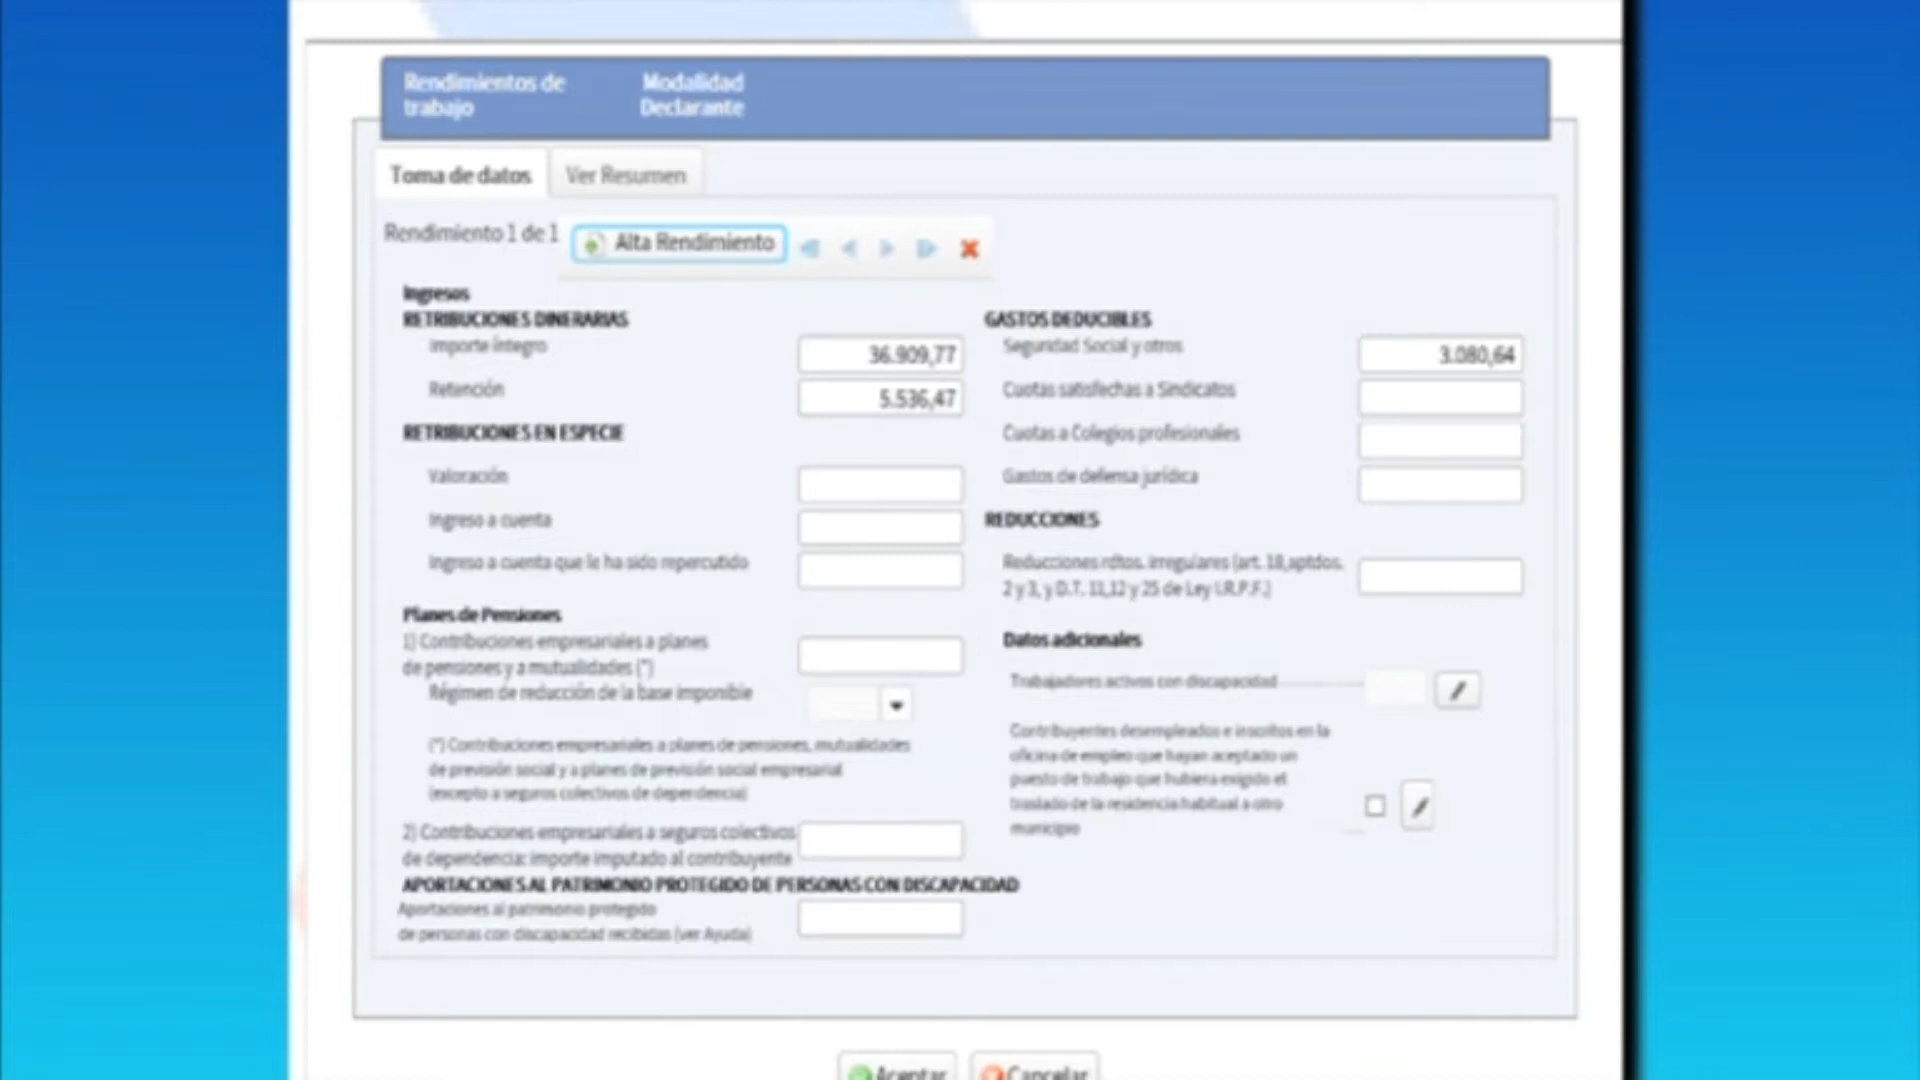 Rendimientos de
trabajo
Modalidad
Declarante
Toma de datos
Ver Resumen
Rendimiento 1 de 1
Alta Rendimiento
Ingresos
RETRIBUCIONES DINERARIAS
Importe íntegro
36.909,77
Retención
5.536,47
RETRIBUCIONES EN ESPECIE
Valoración
Ingreso a cuenta
Ingreso a cuenta que le ha sido repercutido
Planes de Pensiones
1) Contribuciones empresariales a planes
de pensiones y a mutualidades (*)
Régimen de reducción de la base imponible
(*) Contribuciones empresariales a planes de pensiones, mutualidades
de previsión social y a planes de previsión social empresarial
(excepto a seguros colectivos de dependencia)
2) Contribuciones empresariales a seguros colectivos
de dependencia: importe imputado al contribuyente
APORTACIONES AL PATRIMONIO PROTEGIDO DE PERSONAS CON DISCAPACIDAD
Aportaciones al patrimonio protegido
de personas con discapacidad recibidas (ver Ayuda)
GASTOS DEDUCIBLES
Seguridad Social y otros
3.080,64
Cuotas satisfechas a Sindicatos
Cuotas a Colegios profesionales
Gastos de defensa jurídica
REDUCCIONES
Reducciones rdtos. irregulares (art. 18,aptdos.
2 y 3, y D.T. 11,12 y 25 de Ley I.R.P.F.)
Datos adicionales
Trabajadores activos con discapacidad
Contribuyentes desempleados e inscritos en la
oficina de empleo que hayan aceptado un
puesto de trabajo que hubiera exigido el
traslado de la residencia habitual a otro
municipio
Aceptar
Cancelar